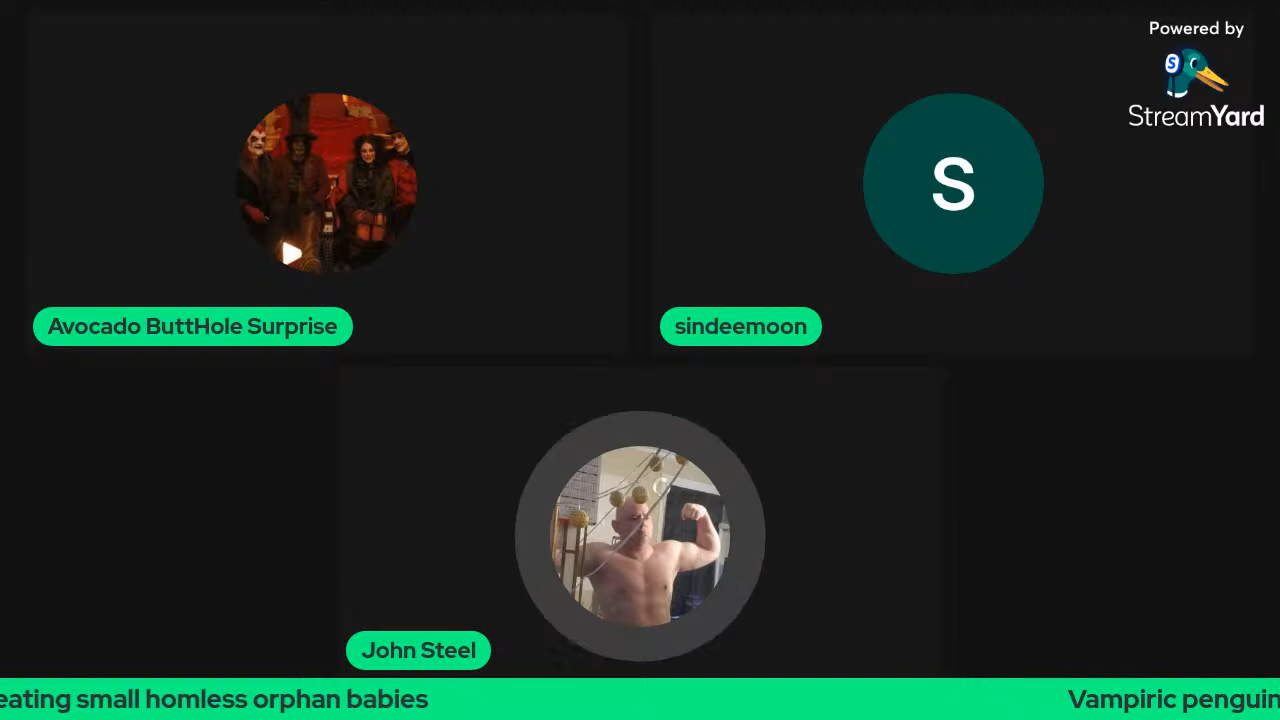 Powered by
StreamYard
S
S
Avocado ButtHole Surprise
sindeemoon
John Steel
eating small homless orphan babies
Vampiric penguin